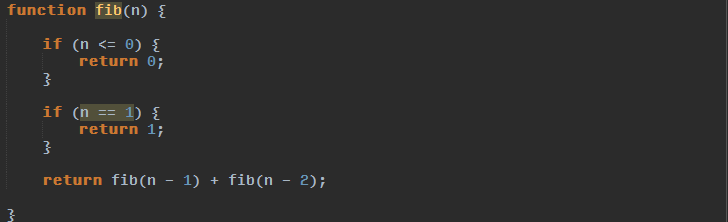 function fib(n) {
if (n <= 0) {
return 0;
}
if (n == 1) {
return 1;
}
return fib(n - 1) + fib(n - 2);
}